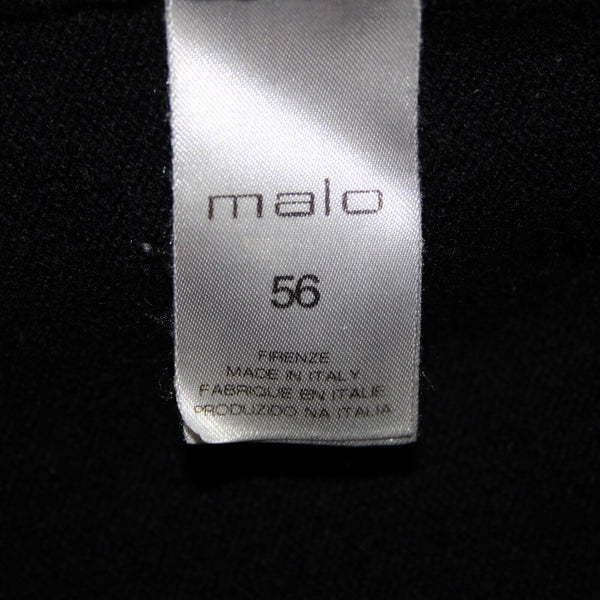 malo
56
FIRENZE
MADE IN ITALY
FABRIQUE EN ITALIE
PRODUZIDO NA ITALIA